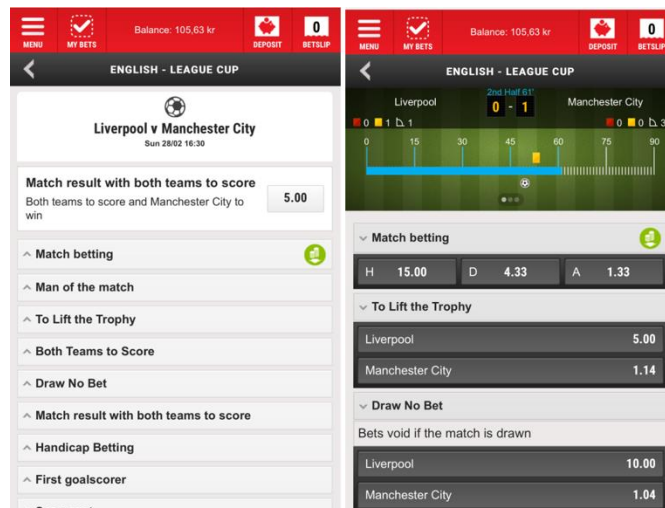 MENU
MY BETS
Balance: 105,63 kr
DEPOSIT
0
BETSLIP
ENGLISH - LEAGUE CUP
Liverpool v Manchester City
Sun 28/02 16:30
Match result with both teams to score
Both teams to score and Manchester City to
win
5.00
Match betting
Man of the match
To Lift the Trophy
Both Teams to Score
Draw No Bet
Match result with both teams to score
Handicap Betting
First goalscorer
MENU
MY BETS
Balance: 105,63 kr
DEPOSIT
0
BETSLIP
ENGLISH - LEAGUE CUP
2nd Half 61'
Liverpool
0 - 1
Manchester City
0 1 1
0 0 3
0 15 30 45 60 75 90
Match betting
H 15.00 D 4.33 A 1.33
To Lift the Trophy
Liverpool 5.00
Manchester City 1.14
Draw No Bet
Bets void if the match is drawn
Liverpool 10.00
Manchester City 1.04